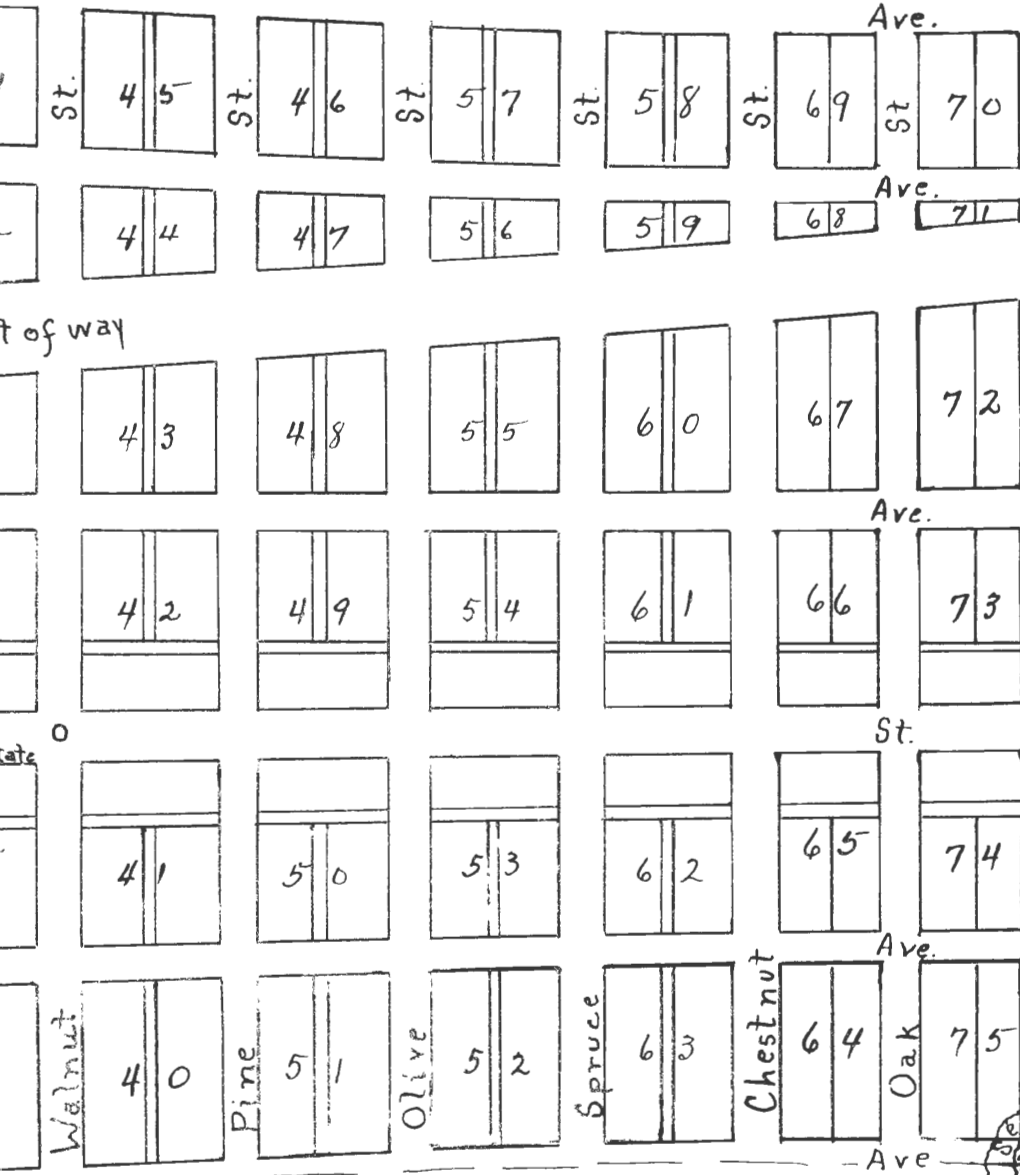 Ave.
St. 45 St. 46 St. 57 St. 58 St. 69 St 70
Ave.
44 47 56 59 68 71
of way
43 48 55 60 67 72
Ave.
42 49 54 61 66 73
O St.
41 50 53 62 65 74
Ave.
Walnut 40 Pine 51 Olive 52 Spruce 63 Chestnut 64 Oak 75
Ave